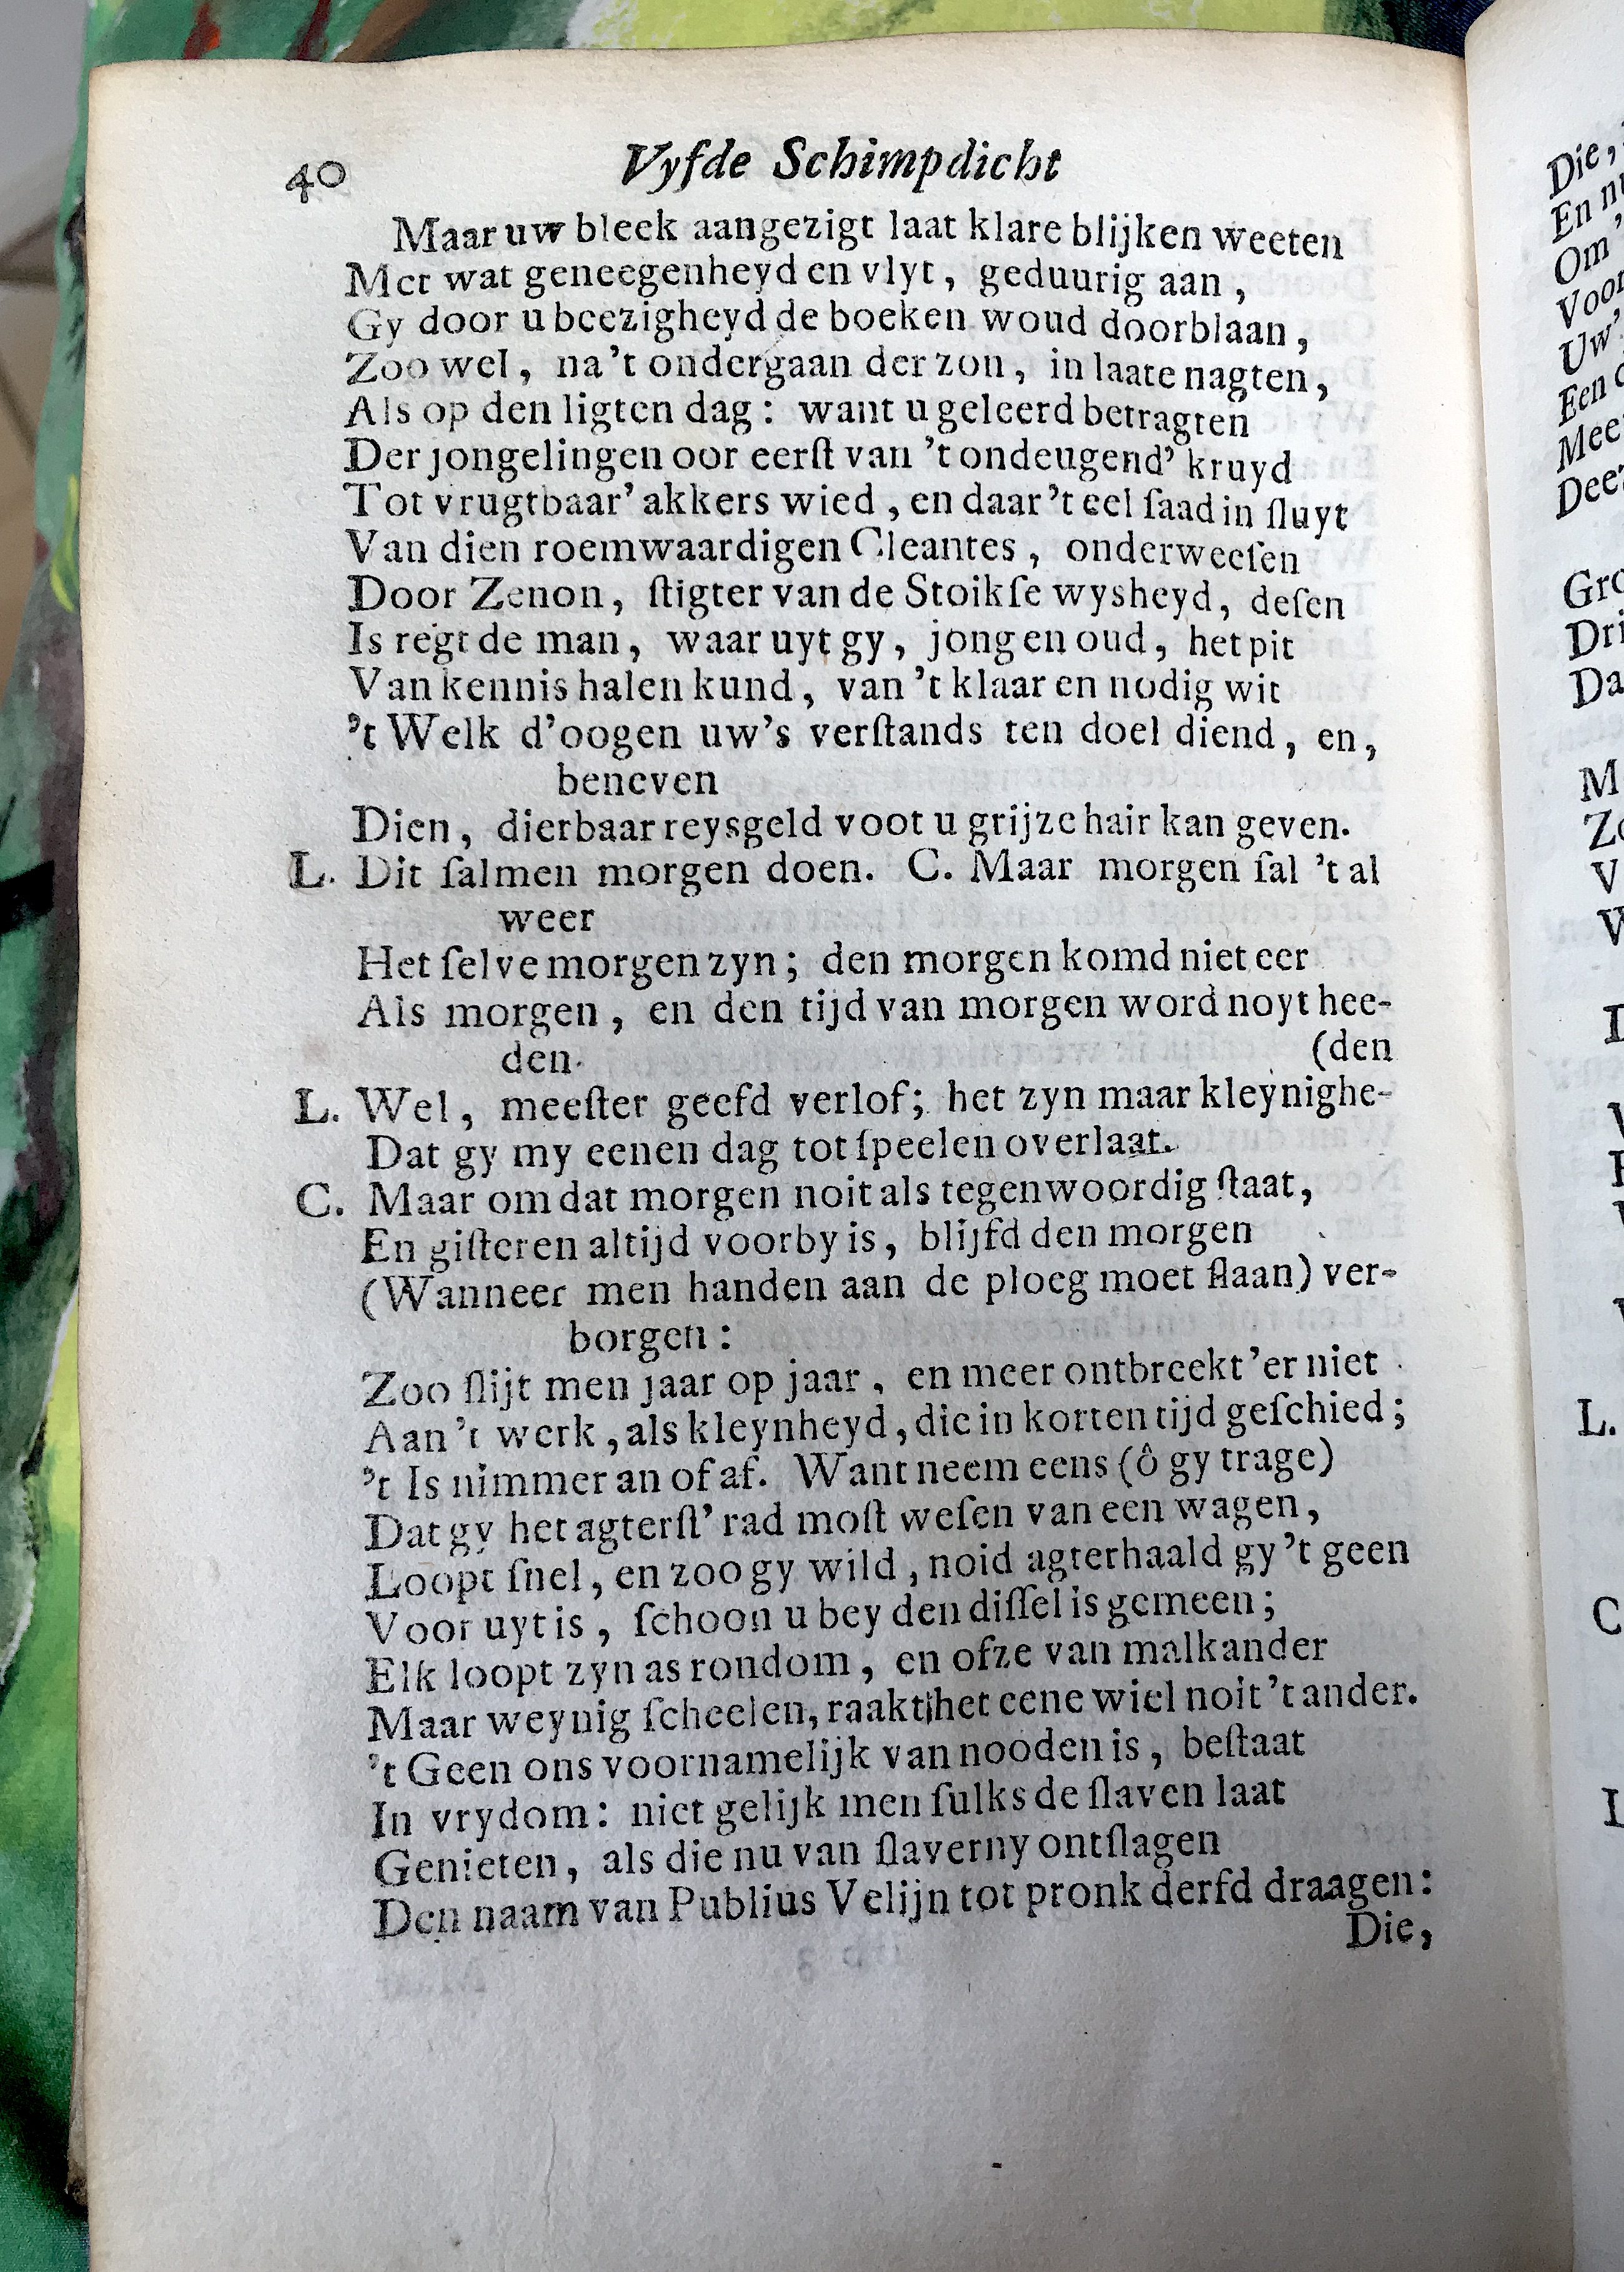 40 Vyfde Schimpdicht
Maar uw bleek aangezigt laat klare blijken weeten
Met wat geneegenheyd en vlyt, geduurig aan,
Gy door u beezigheyd de boeken woud doorblaan,
Zoo wel, na 't ondergaan der zon, in laate nagten,
Als op den ligten dag: want u geleerd betragten
Der jongelingen oor eerſt van 't ondeugend' kruyd
Tot vrugtbaar' akkers wied, en daar 't eel ſaad in ſluyt
Van dien roemwaardigen Cleantes, onderweeſen
Door Zenon, ſtigter van de Stoikſe wysheyd, deſen
Is regt de man, waar uyt gy, jong en oud, het pit
Van kennis halen kund, van 't klaar en nodig wit
't Welk d'oogen uw's verſtands ten doel diend, en,
beneven
Dien, dierbaar reysgeld voot u grijze hair kan geven.
L. Dit ſalmen morgen doen. C. Maar morgen ſal 't al
weer
Het ſelve morgen zyn; den morgen komd niet eer
Als morgen, en den tijd van morgen word noyt hee-
den. (den
L. Wel, meeſter geefd verlof; het zyn maar kleynighe-
Dat gy my eenen dag tot ſpeelen overlaat.
C. Maar om dat morgen noit als tegenwoordig ſtaat,
En giſteren altijd voorby is, blijfd den morgen
(Wanneer men handen aan de ploeg moet ſlaan) ver-
borgen:
Zoo ſlijt men jaar op jaar, en meer ontbreekt 'er niet
Aan 't werk, als kleynheyd, die in korten tijd geſchied;
't Is nimmer an of af. Want neem eens (ô gy trage)
Dat gy het agterſt' rad moſt weſen van een wagen,
Loopt ſnel, en zoo gy wild, noid agterhaald gy 't geen
Voor uyt is, ſchoon u bey den diſſel is gemeen;
Elk loopt zyn as rondom, en ofze van malkander
Maar weynig ſcheelen, raakt het eene wiel noit 't ander.
't Geen ons voornamelijk van nooden is, beſtaat
In vrydom: niet gelijk men ſulks de ſlaven laat
Genieten, als die nu van ſlaverny ontſlagen
Den naam van Publius Velijn tot pronk derfd draagen:
Die,
Die,
En
Om
Voor
Uw'
Een
Mee
L.